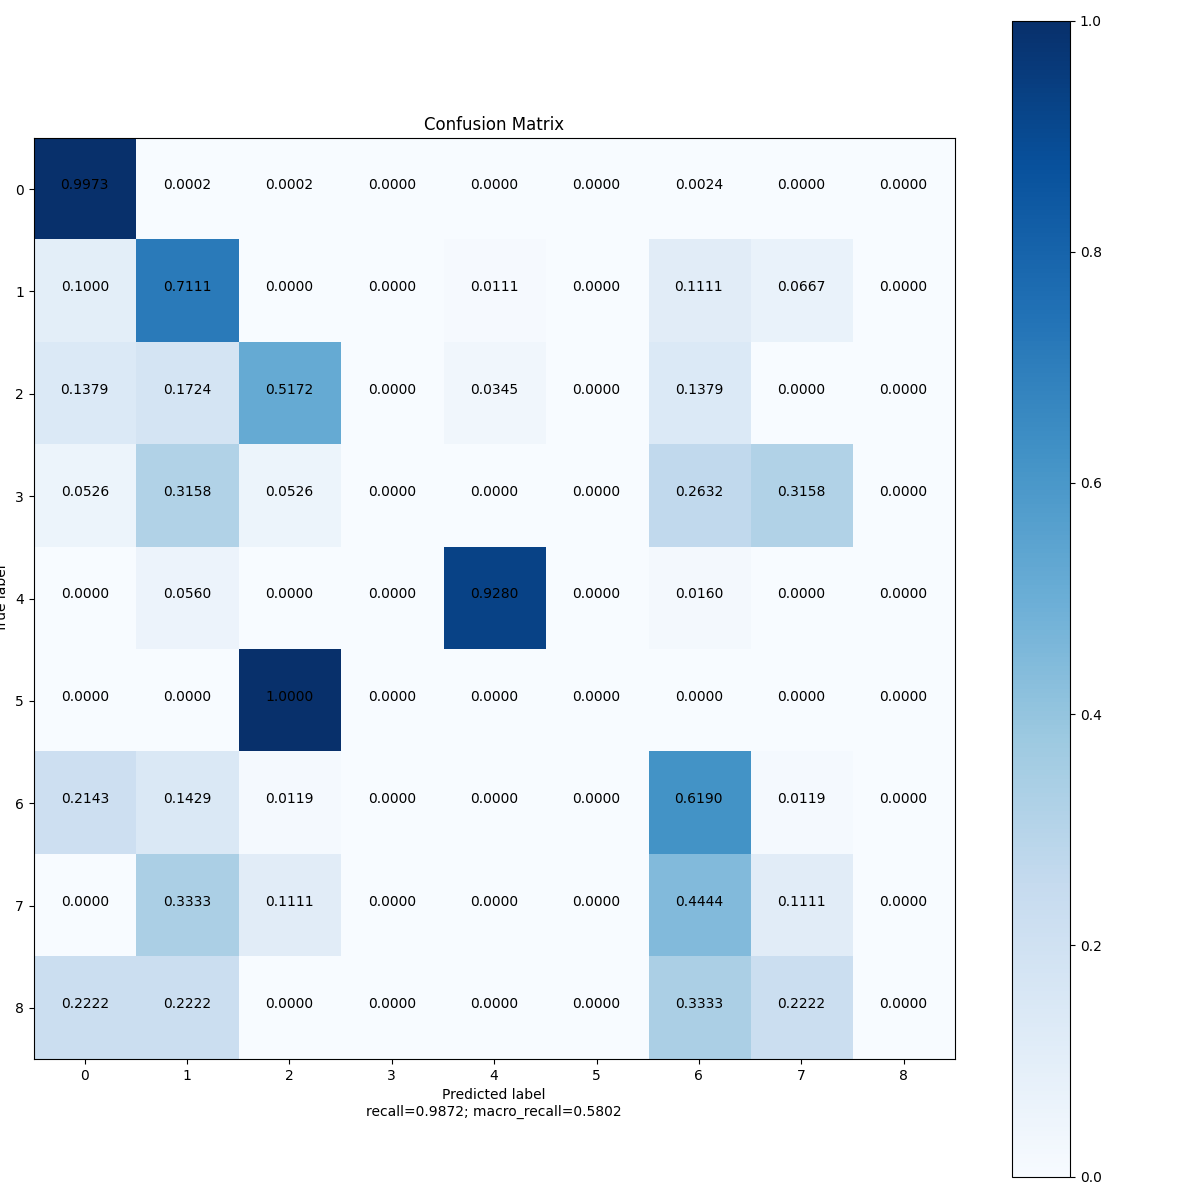 Confusion Matrix
0 0.9973 0.0002 0.0002 0.0000 0.0000 0.0000 0.0024 0.0000 0.0000
1 0.1000 0.7111 0.0000 0.0000 0.0111 0.0000 0.1111 0.0667 0.0000
2 0.1379 0.1724 0.5172 0.0000 0.0345 0.0000 0.1379 0.0000 0.0000
3 0.0526 0.3158 0.0526 0.0000 0.0000 0.0000 0.2632 0.3158 0.0000
4 0.0000 0.0560 0.0000 0.0000 0.9280 0.0000 0.0160 0.0000 0.0000
5 0.0000 0.0000 1.0000 0.0000 0.0000 0.0000 0.0000 0.0000 0.0000
6 0.2143 0.1429 0.0119 0.0000 0.0000 0.0000 0.6190 0.0119 0.0000
7 0.0000 0.3333 0.1111 0.0000 0.0000 0.0000 0.4444 0.1111 0.0000
8 0.2222 0.2222 0.0000 0.0000 0.0000 0.0000 0.3333 0.2222 0.0000
0 1 2 3 4 5 6 7 8
Predicted label
recall=0.9872; macro_recall=0.5802
1.0
0.8
0.6
0.4
0.2
0.0